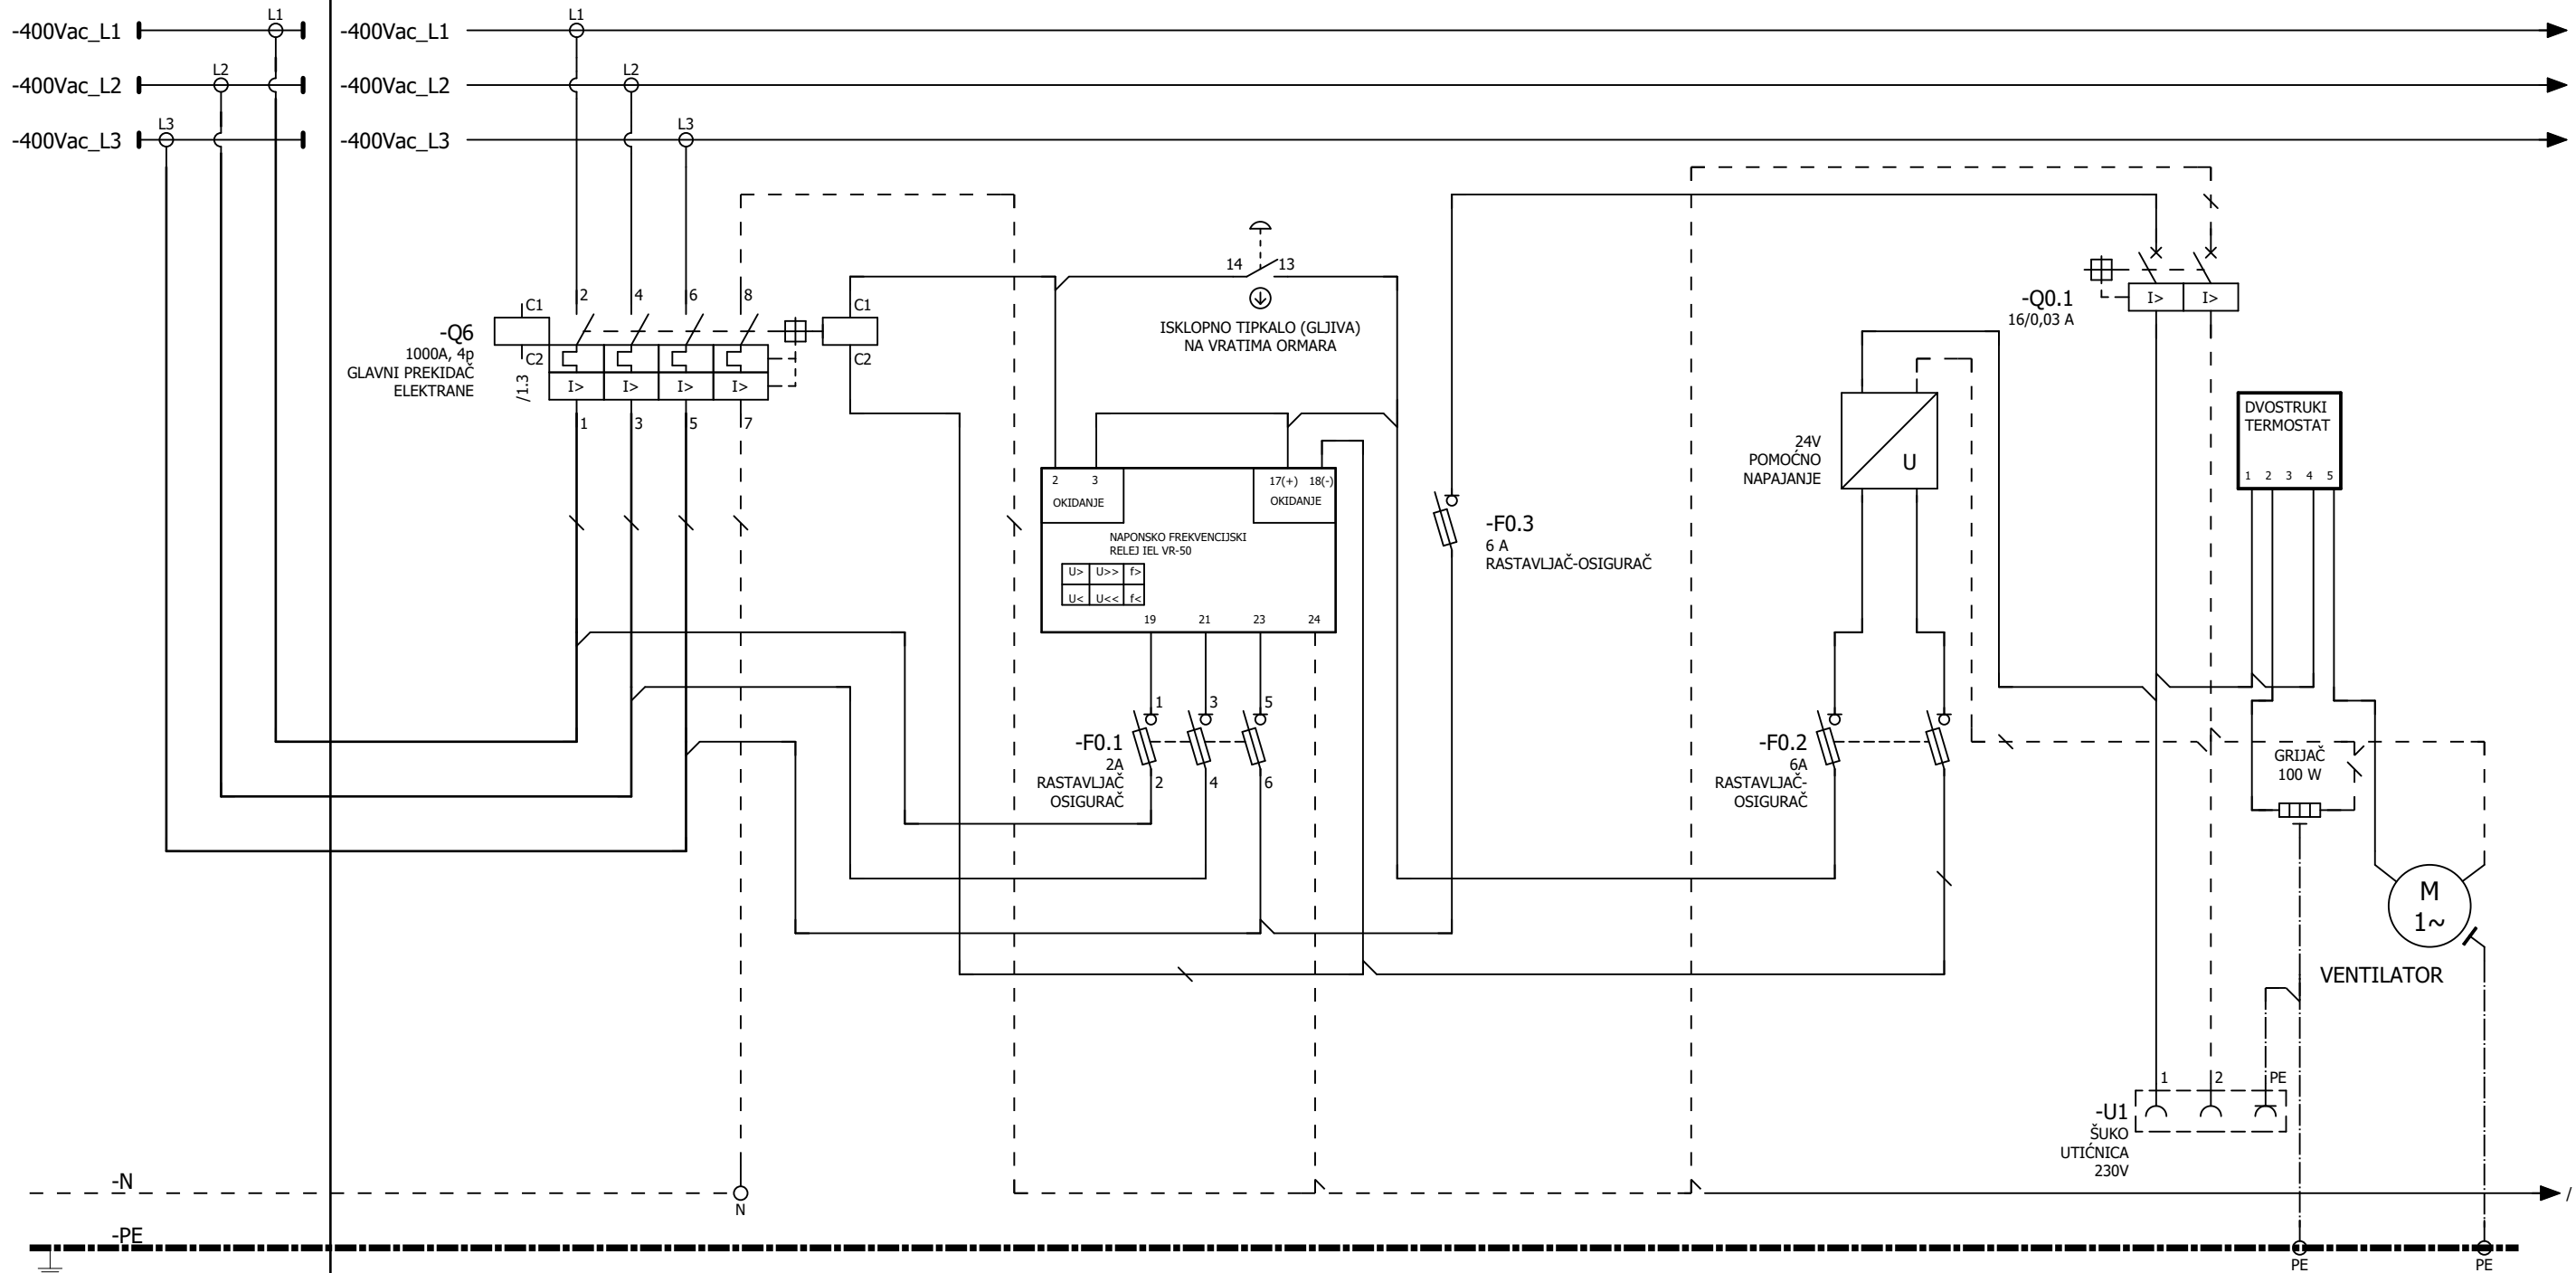 -400Vac_L1
L1
-400Vac_L1
L1
-400Vac_L2
L2
-400Vac_L2
L2
-400Vac_L3
L3
-400Vac_L3
L3
-Q6
1000A, 4p
GLAVNI PREKIDAČ
ELEKTRANE
C1
C2
/1.3
2
4
6
8
I>
I>
I>
I>
1
3
5
7
C1
C2
14
13
ISKLOPNO TIPKALO (GLJIVA)
NA VRATIMA ORMARA
2
3
OKIDANJE
17(+)
18(-)
OKIDANJE
NAPONSKO FREKVENCIJSKI
RELEJ IEL VR-50
U>
U>>
f>
U<
U<<
f<
19
21
23
24
-F0.1
2A
RASTAVLJAČ
OSIGURAČ
1
3
5
2
4
6
-F0.3
6 A
RASTAVLJAČ-OSIGURAČ
24V
POMOĆNO
NAPAJANJE
U
-F0.2
6A
RASTAVLJAČ-
OSIGURAČ
-Q0.1
16/0,03 A
I>
I>
DVOSTRUKI
TERMOSTAT
1
2
3
4
5
GRIJAČ
100 W
M
1~
VENTILATOR
-U1
ŠUKO
UTIĆNICA
230V
1
2
PE
-N
N
/
-PE
PE
PE